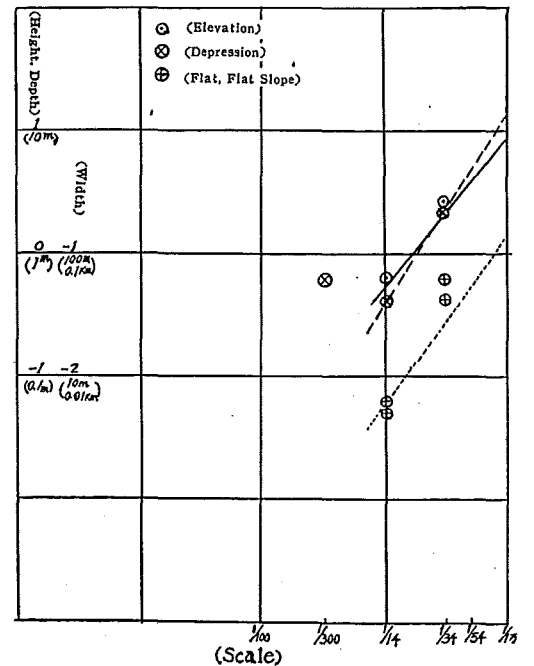 (Height. Depth)
(Elevation)
(Depression)
(Flat, Flat Slope)
1
(10m)
(Width)
0 -1
(1m) (100m
0.1Km)
-1 -2
(0.1m) (10m
0.01Km)
1/100 1/300 1/14 1/34 1/54 1/15
(Scale)